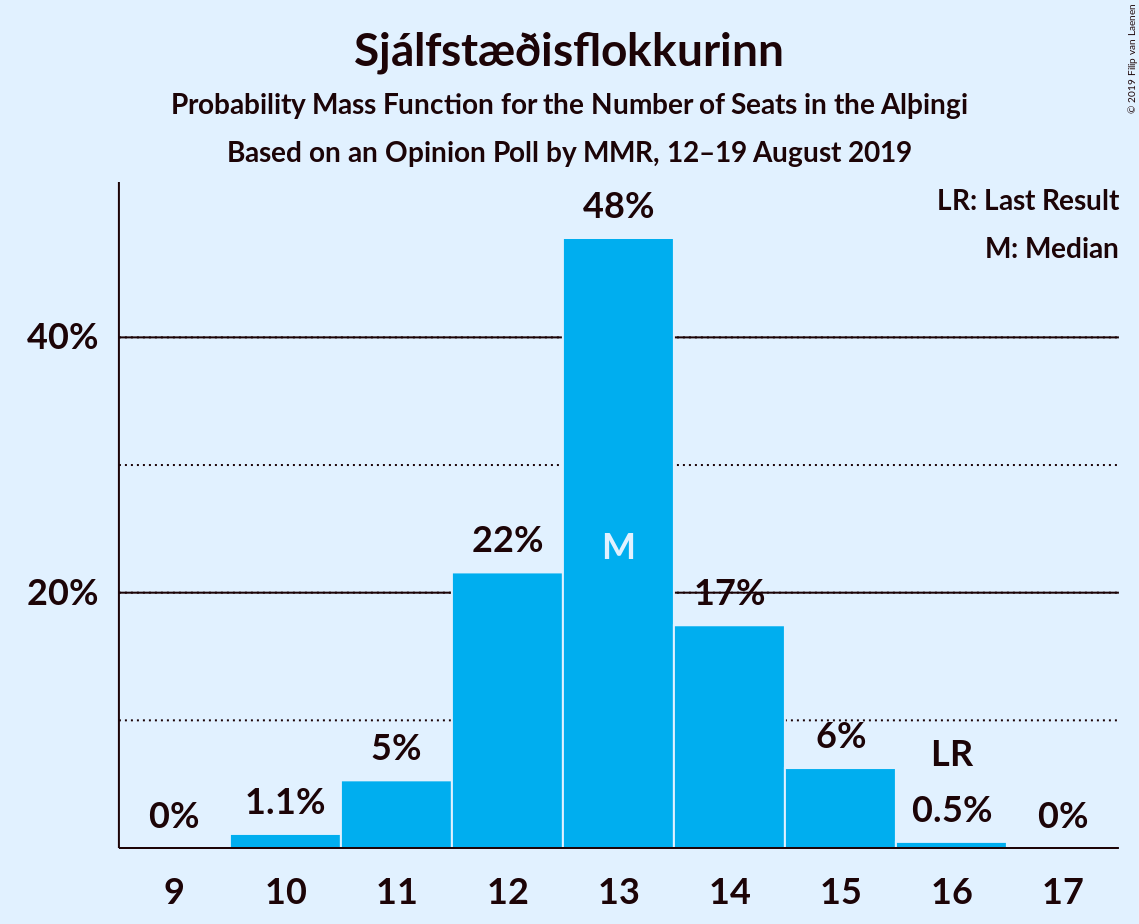 Sjálfstæðisflokkurinn
Probability Mass Function for the Number of Seats in the Alþingi
Based on an Opinion Poll by MMR, 12–19 August 2019
© 2019 Filip van Laenen
LR: Last Result
M: Median
48%
40%
22%
M
20%
17%
5%
6%
LR
0%
1.1%
0.5%
0%
9
10
11
12
13
14
15
16
17